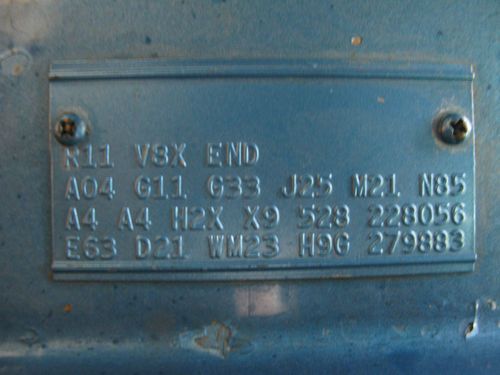 R11 V8X END
A04 G11 G33 J25 M21 N85
A4 A4 H2X X9 528 228056
E63 D21 WM23 H9G 279883